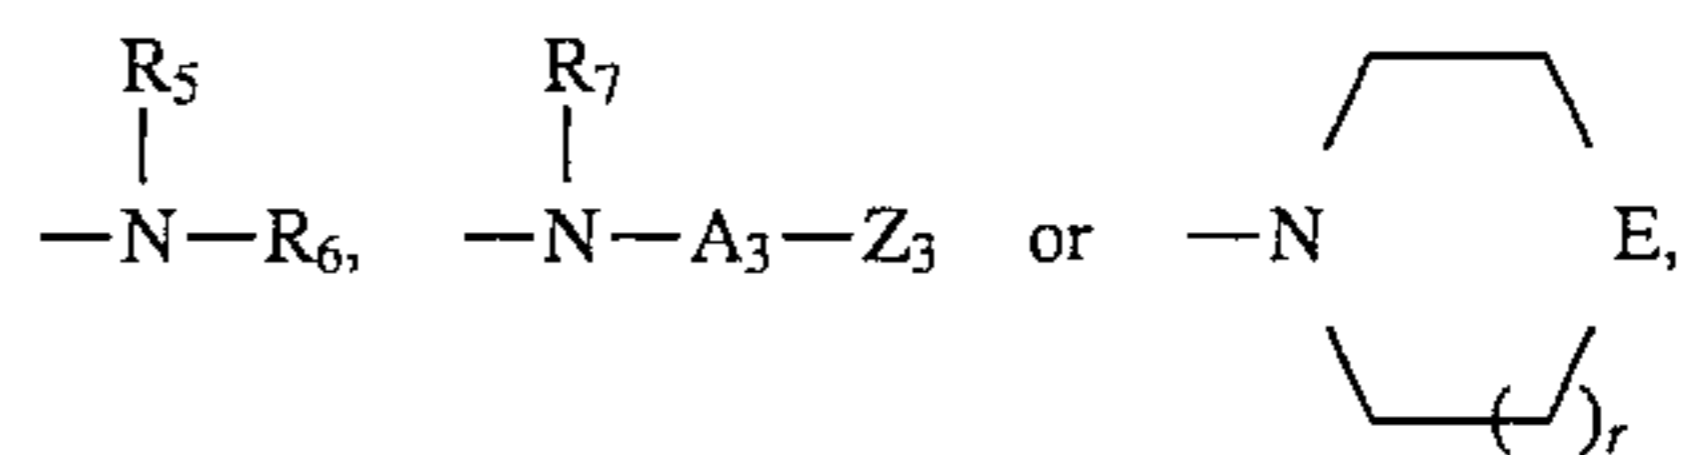 R5 R7
—N—R6, —N—A3—Z3 or —N E,
( )r